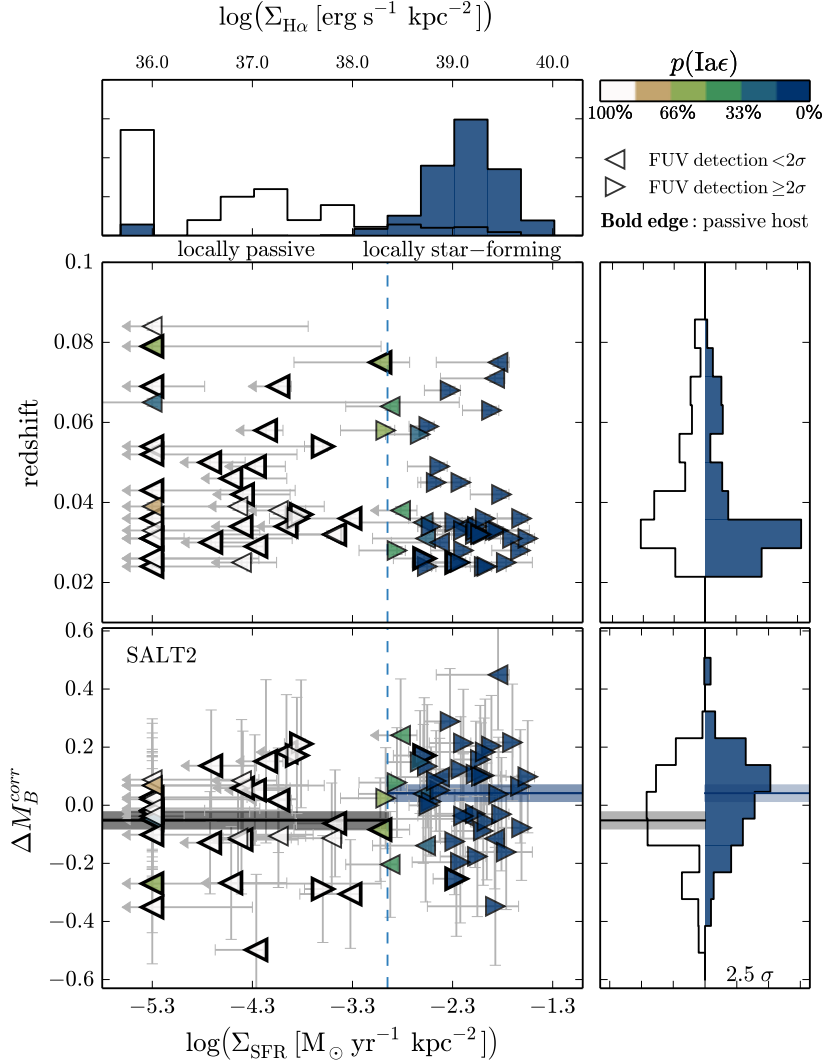 log(Σ_Hα [erg s⁻¹ kpc⁻²])
36.0 37.0 38.0 39.0 40.0
p(Iaϵ)
100% 66% 33% 0%
FUV detection <2σ
FUV detection ≥2σ
Bold edge: passive host
locally passive locally star−forming
0.1
0.08
0.06
0.04
0.02
redshift
SALT2
0.6
0.4
0.2
0.0
−0.2
−0.4
−0.6
ΔM_B^corr
2.5 σ
−5.3 −4.3 −3.3 −2.3 −1.3
log(Σ_SFR [M_⊙ yr⁻¹ kpc⁻²])